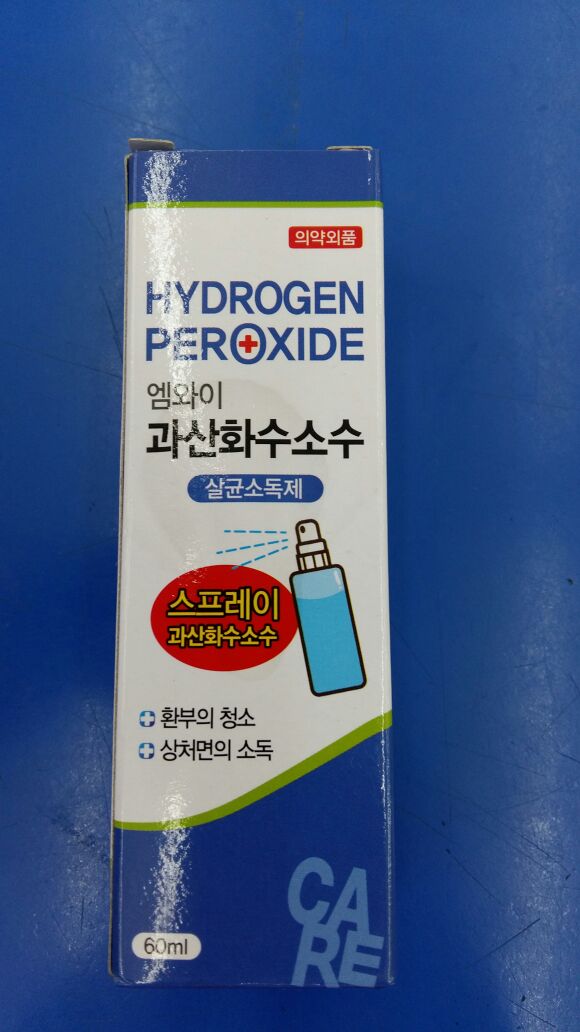 의약외품
HYDROGEN
PEROXIDE
엠와이
과산화수소수
살균소독제
스프레이
과산화수소수
환부의 청소
상처면의 소독
CA
RE
60ml